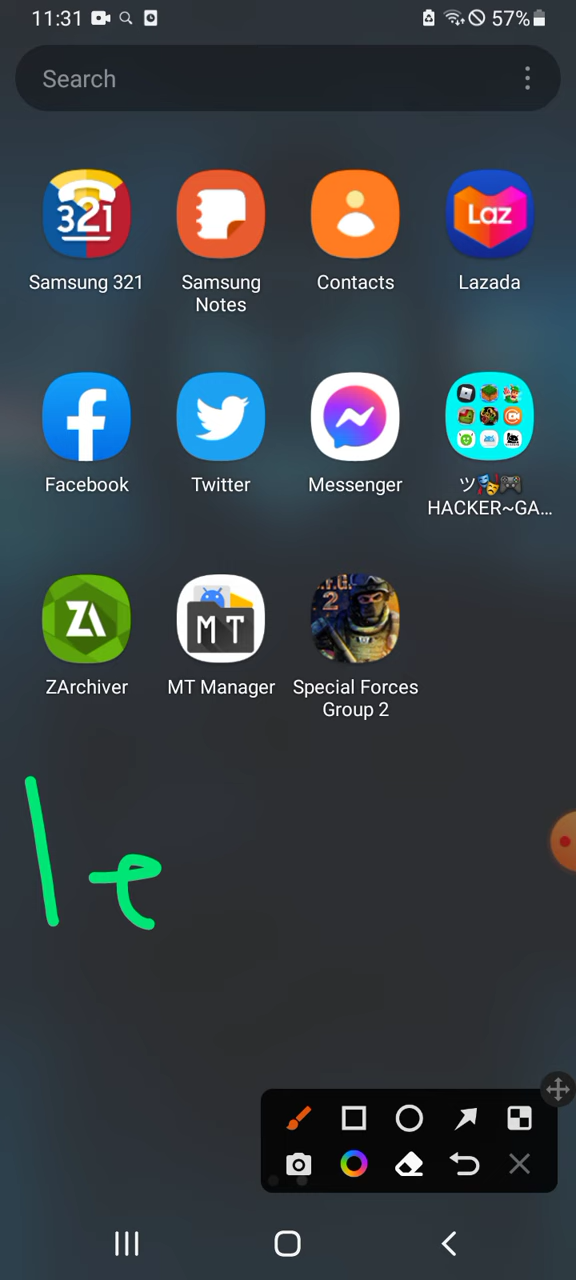 11:31 57%
Search
321 Laz
Samsung 321 Samsung Notes Contacts Lazada
Facebook Twitter Messenger ツ🎭🎮 HACKER~GA...
ZA MT 2
ZArchiver MT Manager Special Forces Group 2
le